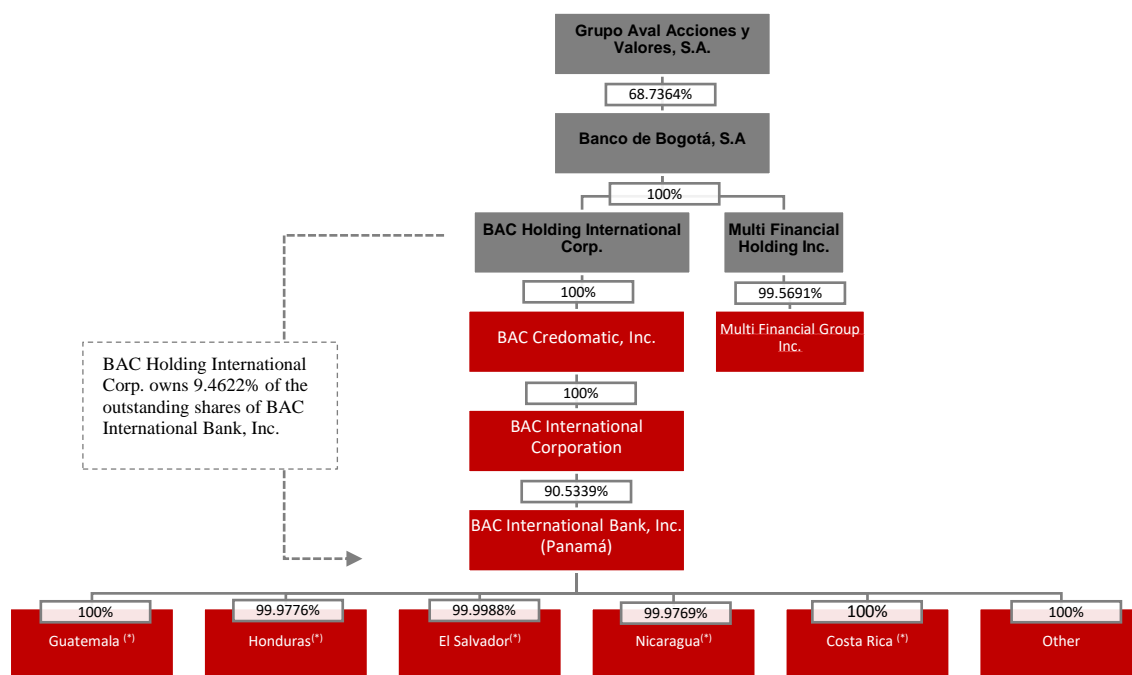 Grupo Aval Acciones y
Valores, S.A.
68.7364%
Banco de Bogotá, S.A
100%
BAC Holding International
Corp.
Multi Financial
Holding Inc.
100%
99.5691%
BAC Credomatic, Inc.
Multi Financial Group
Inc.
BAC Holding International
Corp. owns 9.4622% of the
outstanding shares of BAC
International Bank, Inc.
100%
BAC International
Corporation
90.5339%
BAC International Bank, Inc.
(Panamá)
100%
99.9776%
99.9988%
99.9769%
100%
100%
Guatemala (*)
Honduras(*)
El Salvador(*)
Nicaragua(*)
Costa Rica (*)
Other